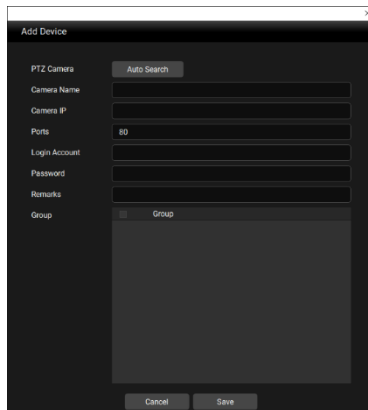 Add Device
PTZ Camera Auto Search
Camera Name
Camera IP
Ports 80
Login Account
Password
Remarks
Group Group
Cancel Save